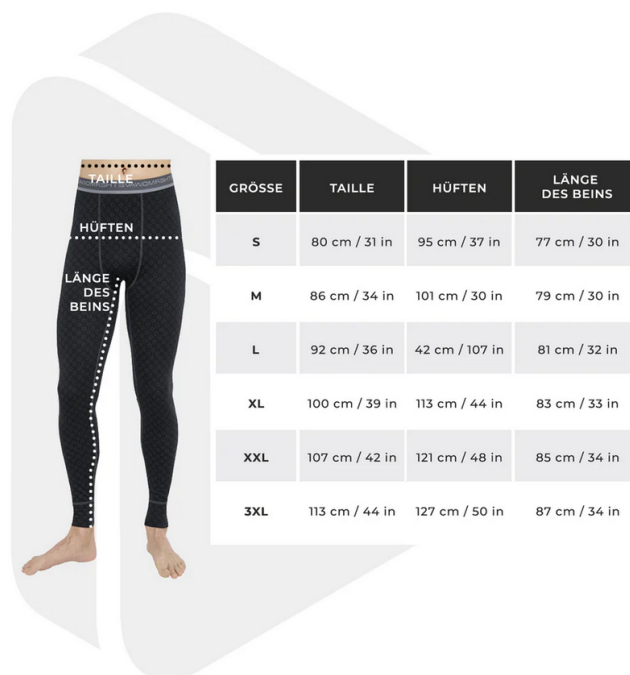 TAILLE
HÜFTEN
LÄNGE
DES
BEINS
GRÖSSE TAILLE HÜFTEN LÄNGE DES BEINS
S 80 cm / 31 in 95 cm / 37 in 77 cm / 30 in
M 86 cm / 34 in 101 cm / 30 in 79 cm / 30 in
L 92 cm / 36 in 42 cm / 107 in 81 cm / 32 in
XL 100 cm / 39 in 113 cm / 44 in 83 cm / 33 in
XXL 107 cm / 42 in 121 cm / 48 in 85 cm / 34 in
3XL 113 cm / 44 in 127 cm / 50 in 87 cm / 34 in